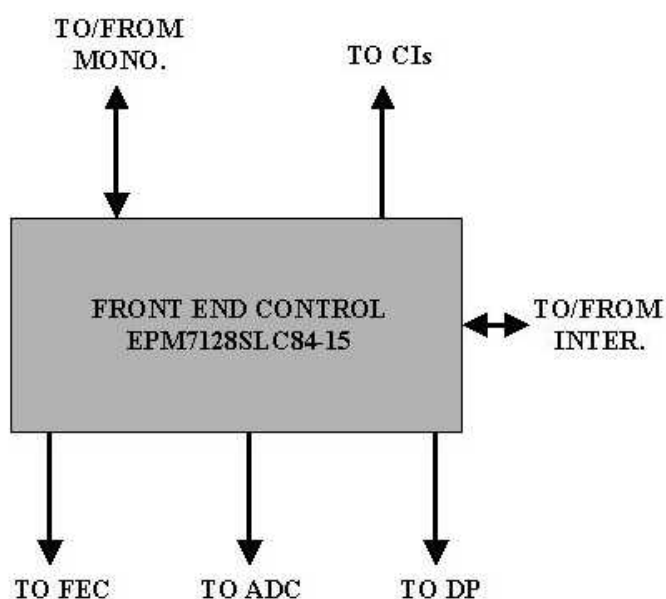 TO/FROM
MONO.
TO CIs
FRONT END CONTROL
EPM7128SLC84-15
TO/FROM
INTER.
TO FEC
TO ADC
TO DP